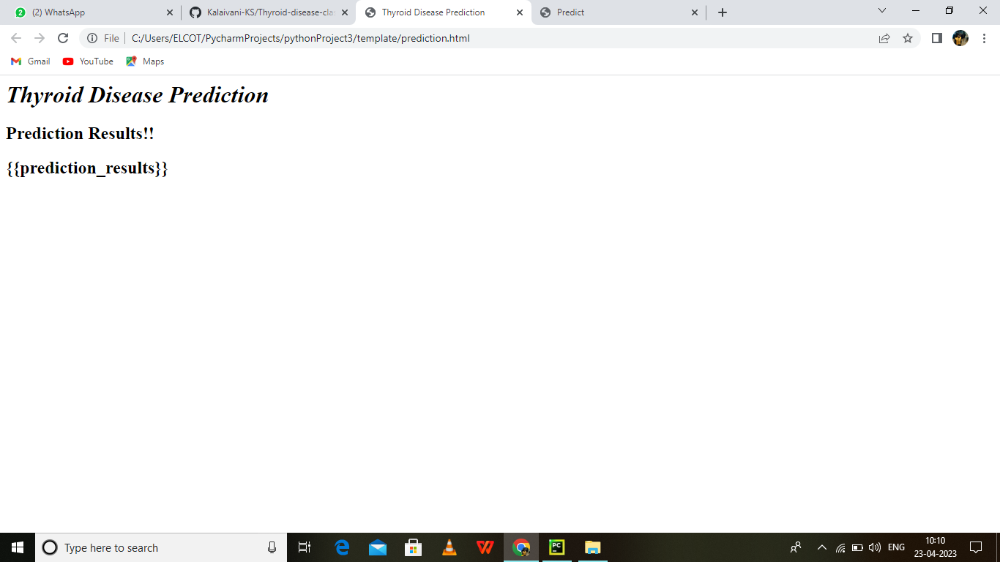 (2) WhatsApp
Kalaivani-KS/Thyroid-disease-cla
Thyroid Disease Prediction
Predict
File
C:/Users/ELCOT/PycharmProjects/pythonProject3/template/prediction.html
Gmail
YouTube
Maps
Thyroid Disease Prediction
Prediction Results!!
{{prediction_results}}
Type here to search
PC
ENG
10:10
23-04-2023